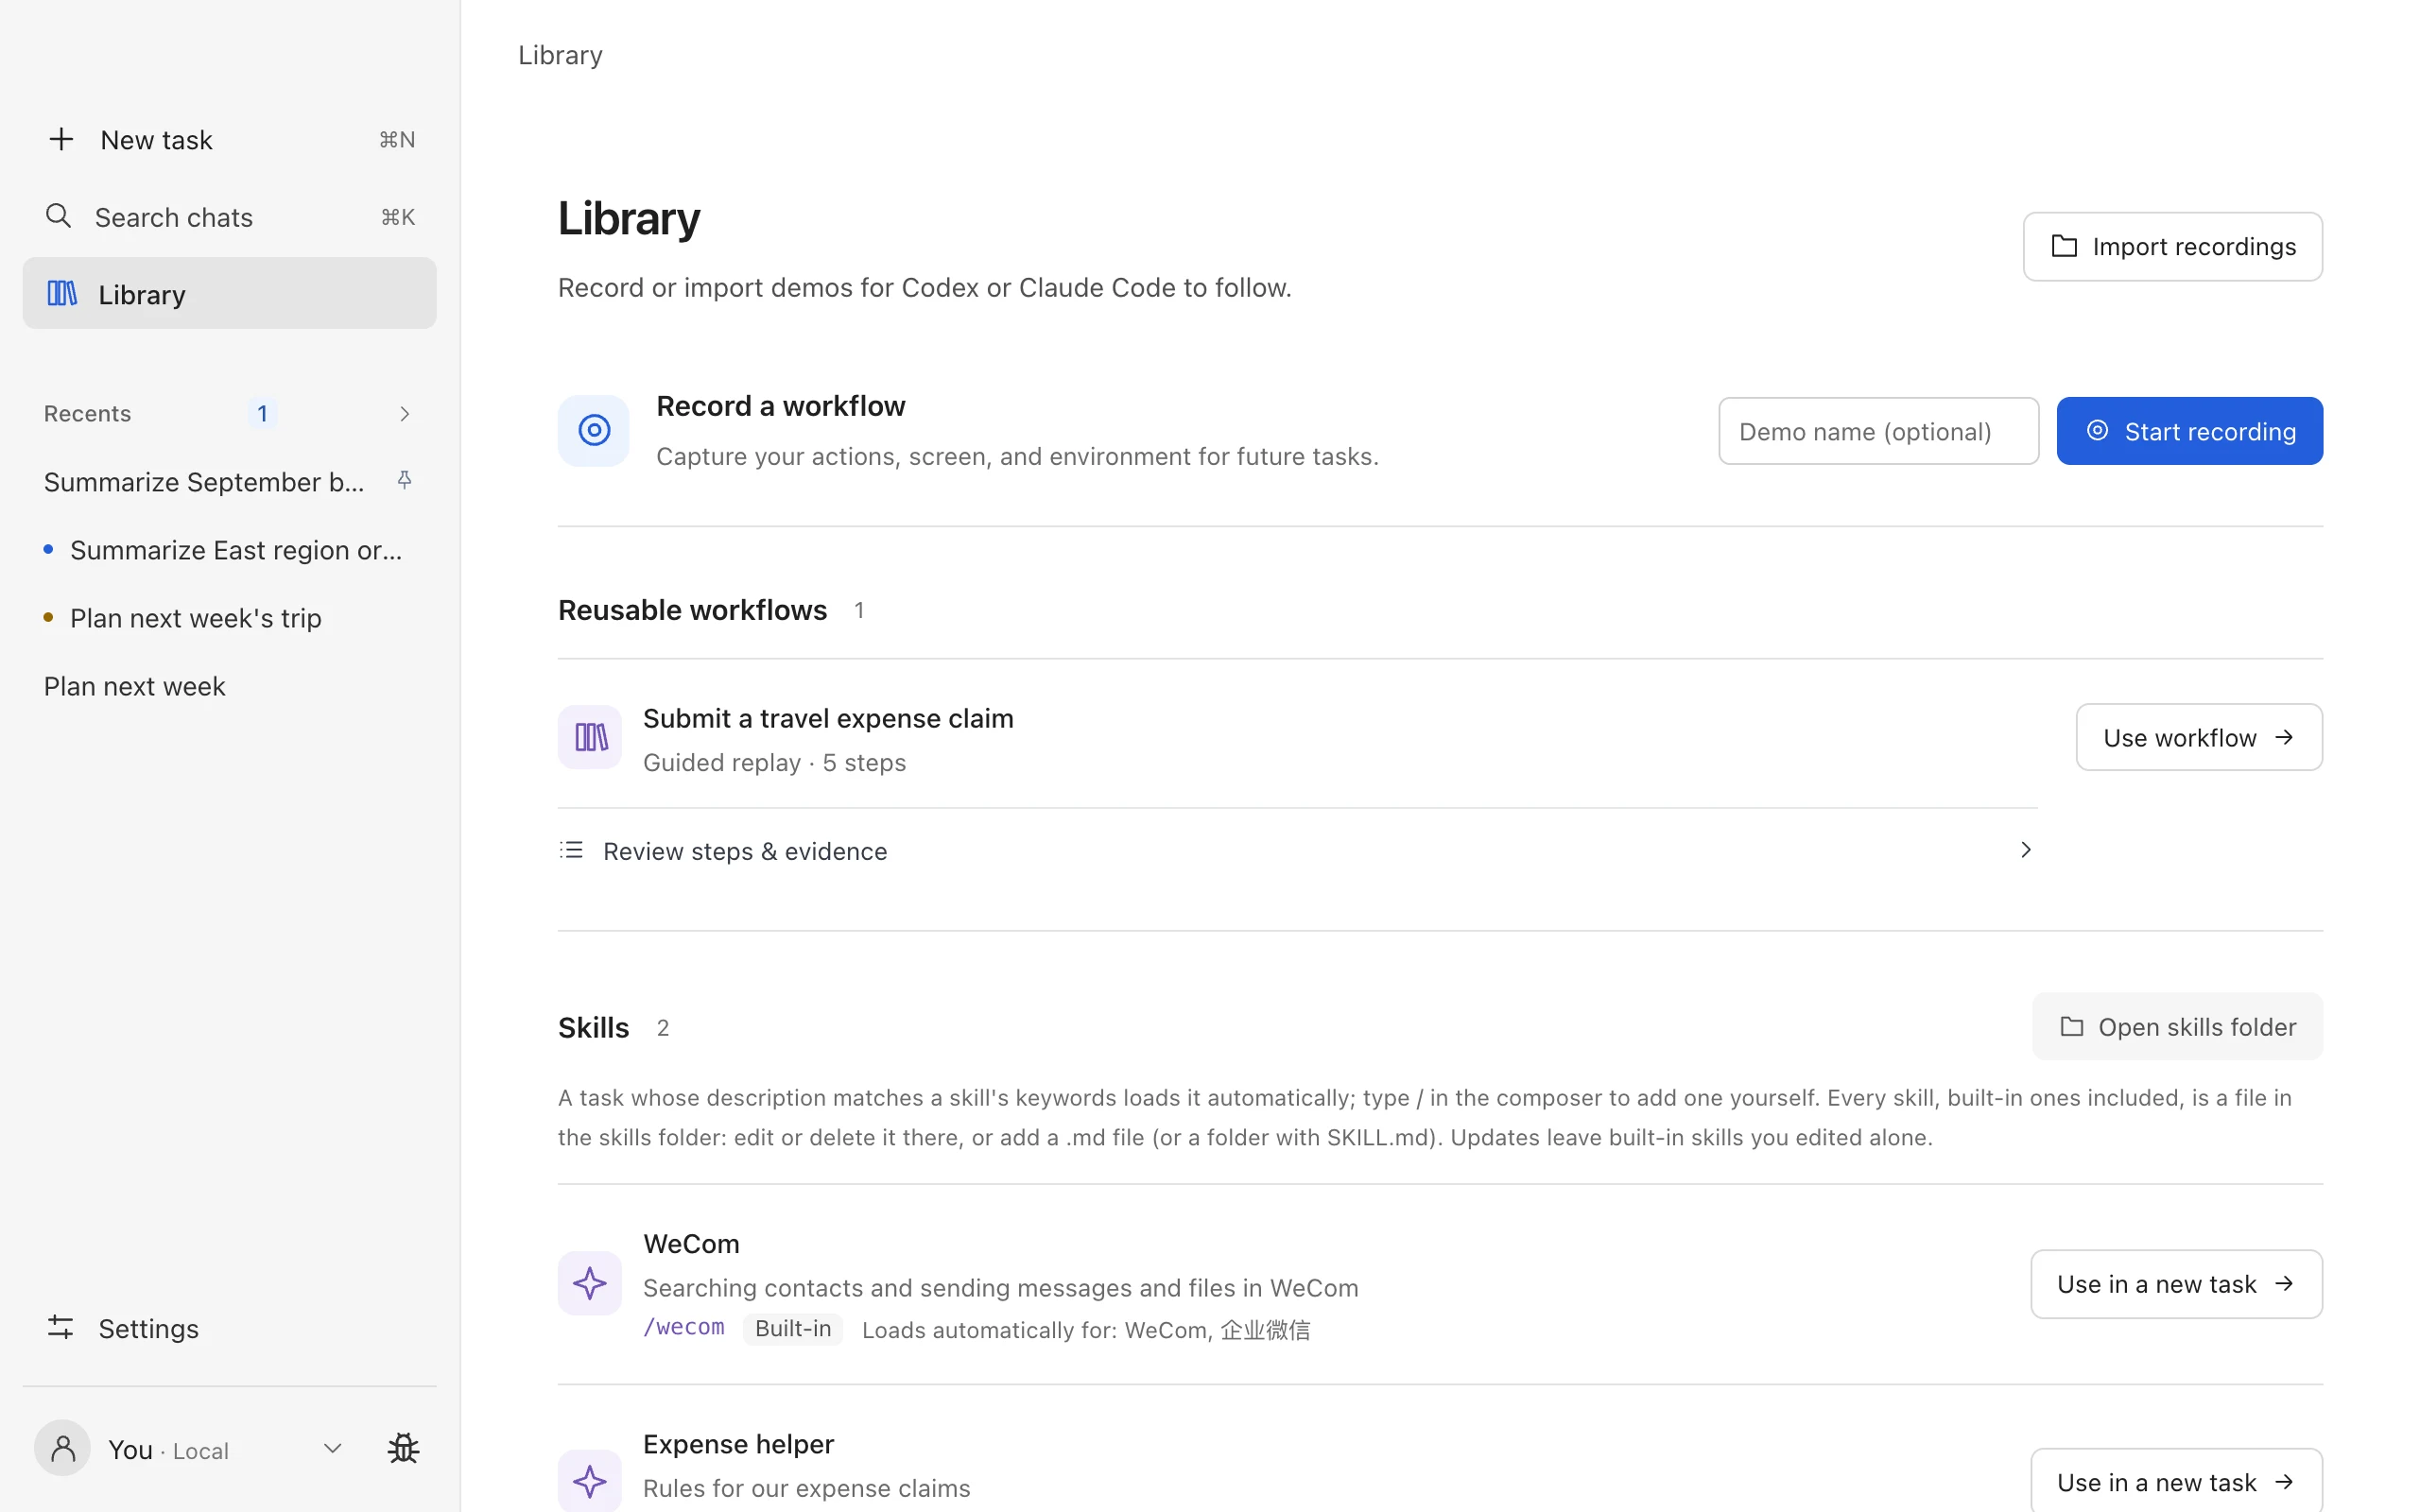 Library
New task ⌘N
Search chats ⌘K
Library
Recents 1
Summarize September b...
Summarize East region or...
Plan next week's trip
Plan next week
Settings
You · Local
Library
Record or import demos for Codex or Claude Code to follow.
Import recordings
Record a workflow
Capture your actions, screen, and environment for future tasks.
Demo name (optional)
Start recording
Reusable workflows 1
Submit a travel expense claim
Guided replay · 5 steps
Use workflow →
Review steps & evidence
Skills 2
Open skills folder
A task whose description matches a skill's keywords loads it automatically; type / in the composer to add one yourself. Every skill, built-in ones included, is a file in
the skills folder: edit or delete it there, or add a .md file (or a folder with SKILL.md). Updates leave built-in skills you edited alone.
WeCom
Searching contacts and sending messages and files in WeCom
/wecom Built-in Loads automatically for: WeCom, 企业微信
Use in a new task →
Expense helper
Rules for our expense claims
Use in a new task →